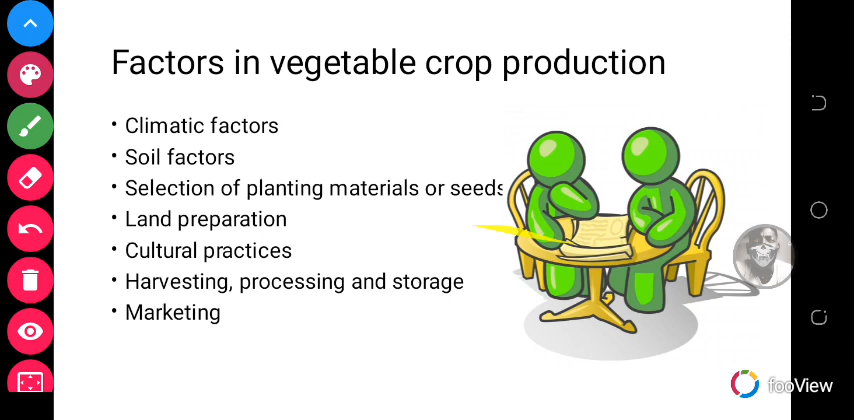 Factors in vegetable crop production
• Climatic factors
• Soil factors
• Selection of planting materials or seeds
• Land preparation
• Cultural practices
• Harvesting, processing and storage
• Marketing
fooView